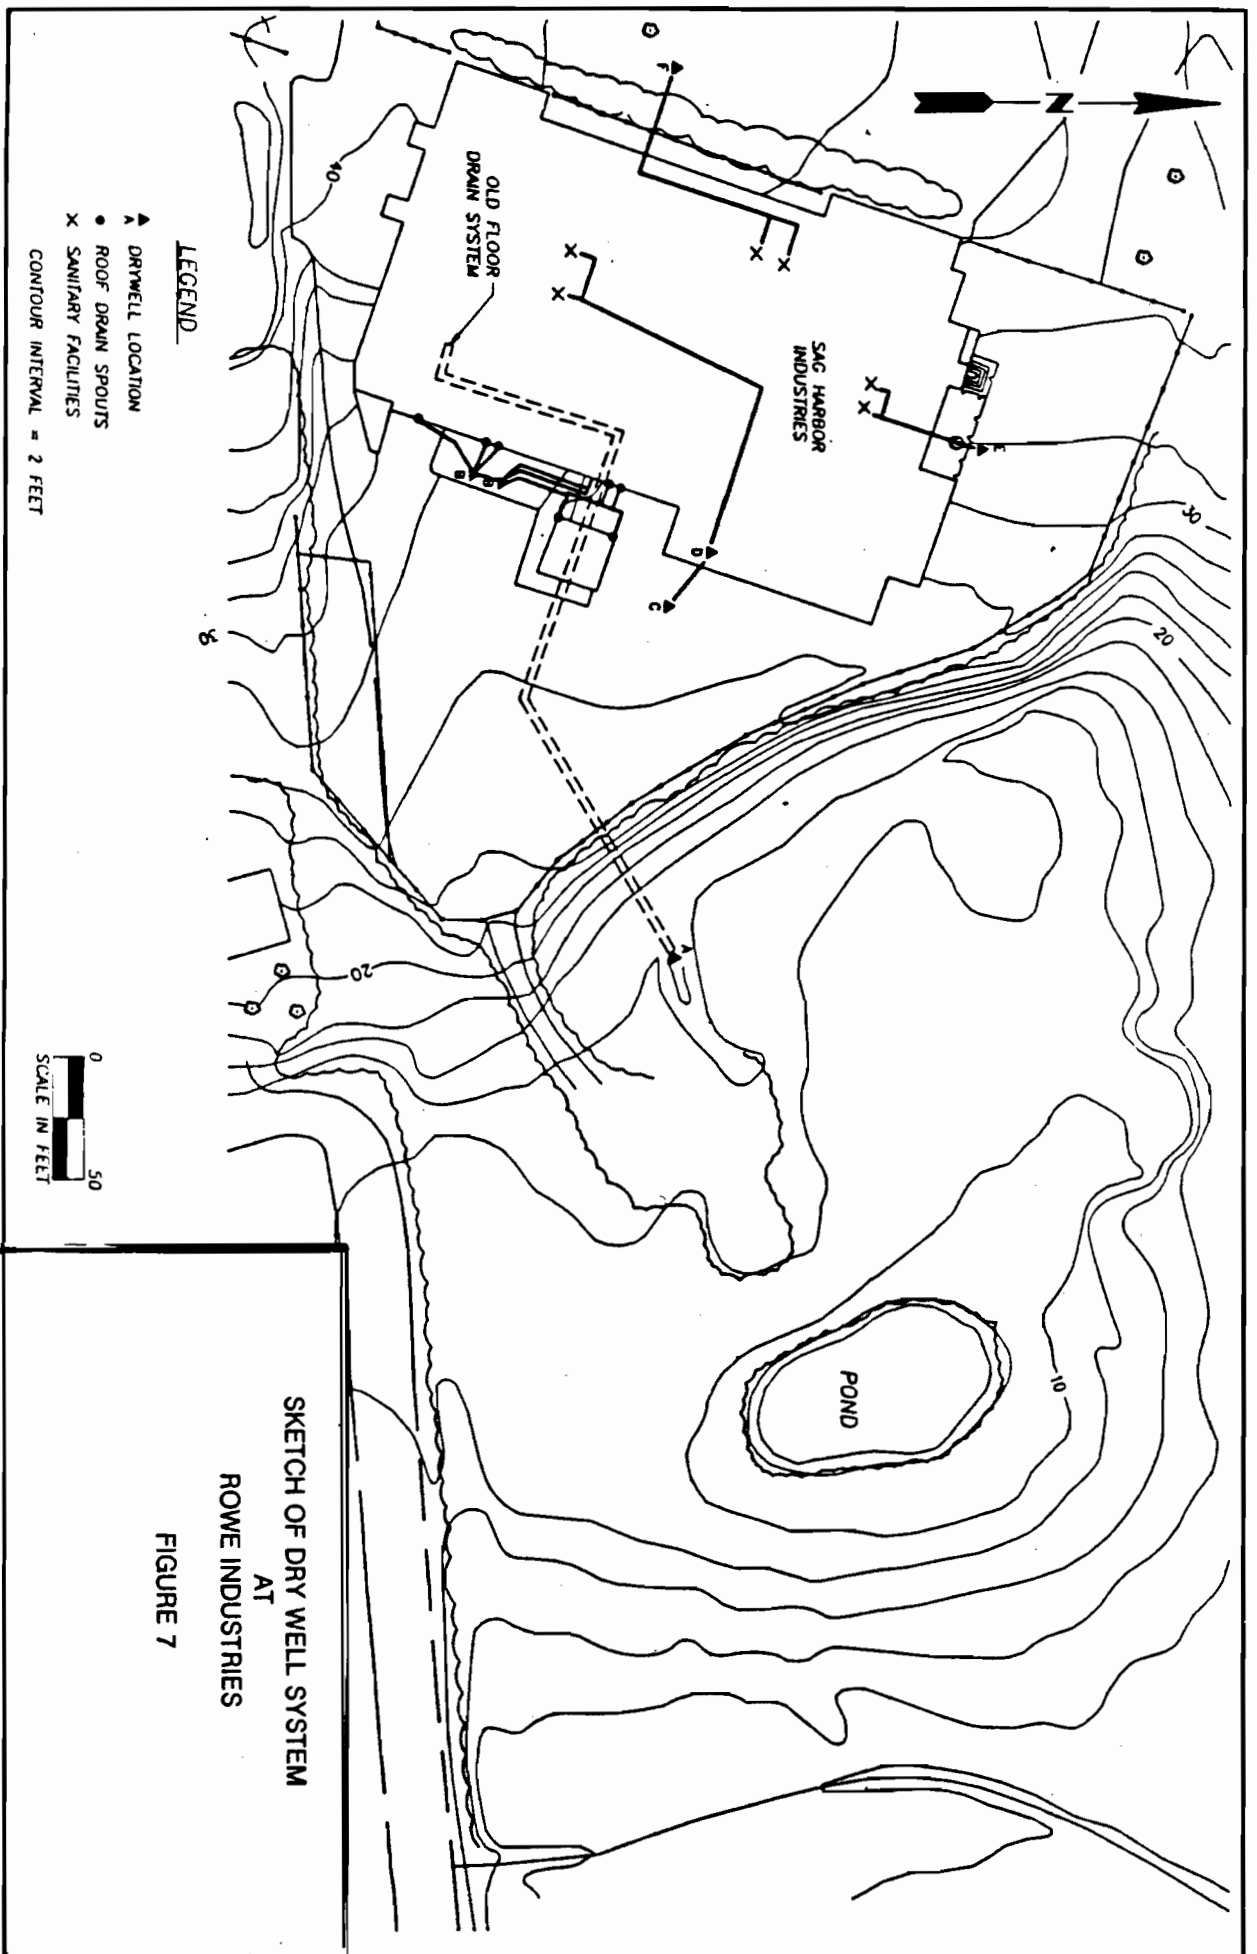 N
40
OLD FLOOR
DRAIN SYSTEM
SAG HARBOR
INDUSTRIES
F
X
X
X
X
X
X
E
D
C
B
B
A
30
20
20
10
POND
LEGEND
A DRYWELL LOCATION
ROOF DRAIN SPOUTS
X SANITARY FACILITIES
CONTOUR INTERVAL = 2 FEET
0 50
SCALE IN FEET
SKETCH OF DRY WELL SYSTEM
AT
ROWE INDUSTRIES
FIGURE 7